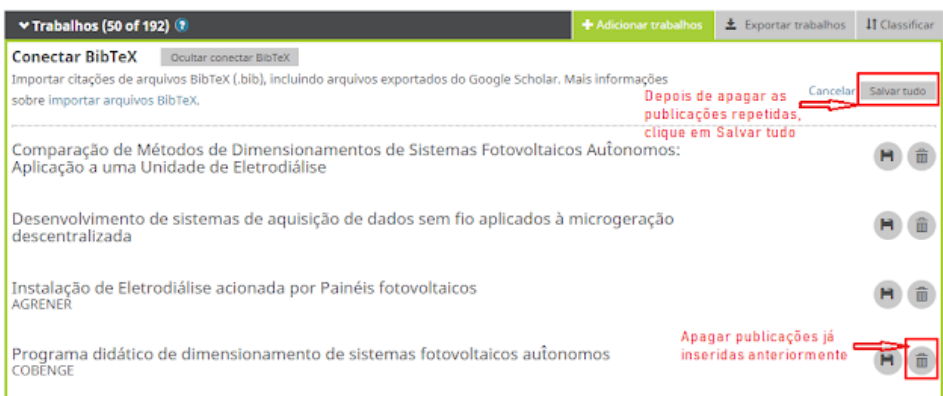 Trabalhos (50 of 192) ?
+ Adicionar trabalhos
Exportar trabalhos
Classificar
Conectar BibTeX
Ocultar conectar BibTeX
Importar citações de arquivos BibTeX (.bib), incluindo arquivos exportados do Google Scholar. Mais informações
sobre importar arquivos BibTeX.
Cancelar
Salvar tudo
Depois de apagar as
publicações repetidas,
clique em Salvar tudo
Comparação de Métodos de Dimensionamentos de Sistemas Fotovoltaicos Autônomos:
Aplicação a uma Unidade de Eletrodiálise
Desenvolvimento de sistemas de aquisição de dados sem fio aplicados à microgeração
descentralizada
Instalação de Eletrodiálise acionada por Painéis fotovoltaicos
AGRENER
Programa didático de dimensionamento de sistemas fotovoltaicos autônomos
COBENGE
Apagar publicações já
inseridas anteriormente